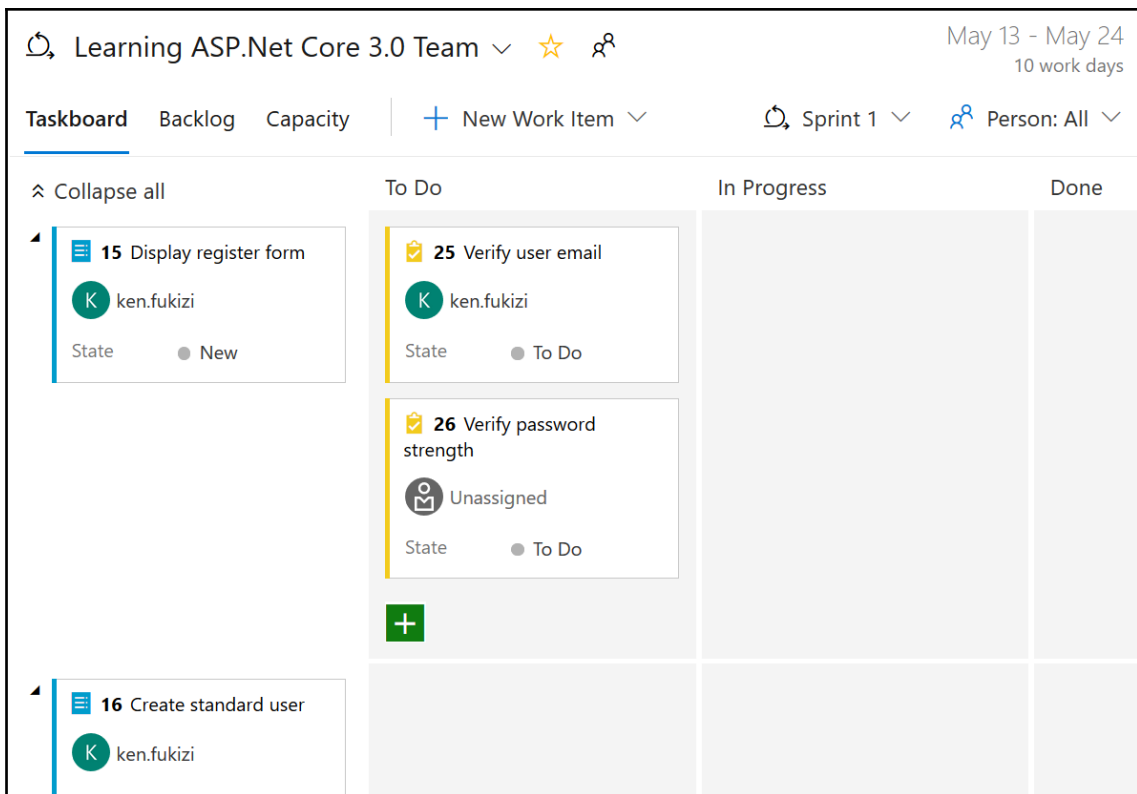 Learning ASP.Net Core 3.0 Team
May 13 - May 24
10 work days
Taskboard Backlog Capacity New Work Item Sprint 1 Person: All
Collapse all To Do In Progress Done
15 Display register form
K ken.fukizi
State New
25 Verify user email
K ken.fukizi
State To Do
26 Verify password
strength
Unassigned
State To Do
16 Create standard user
K ken.fukizi